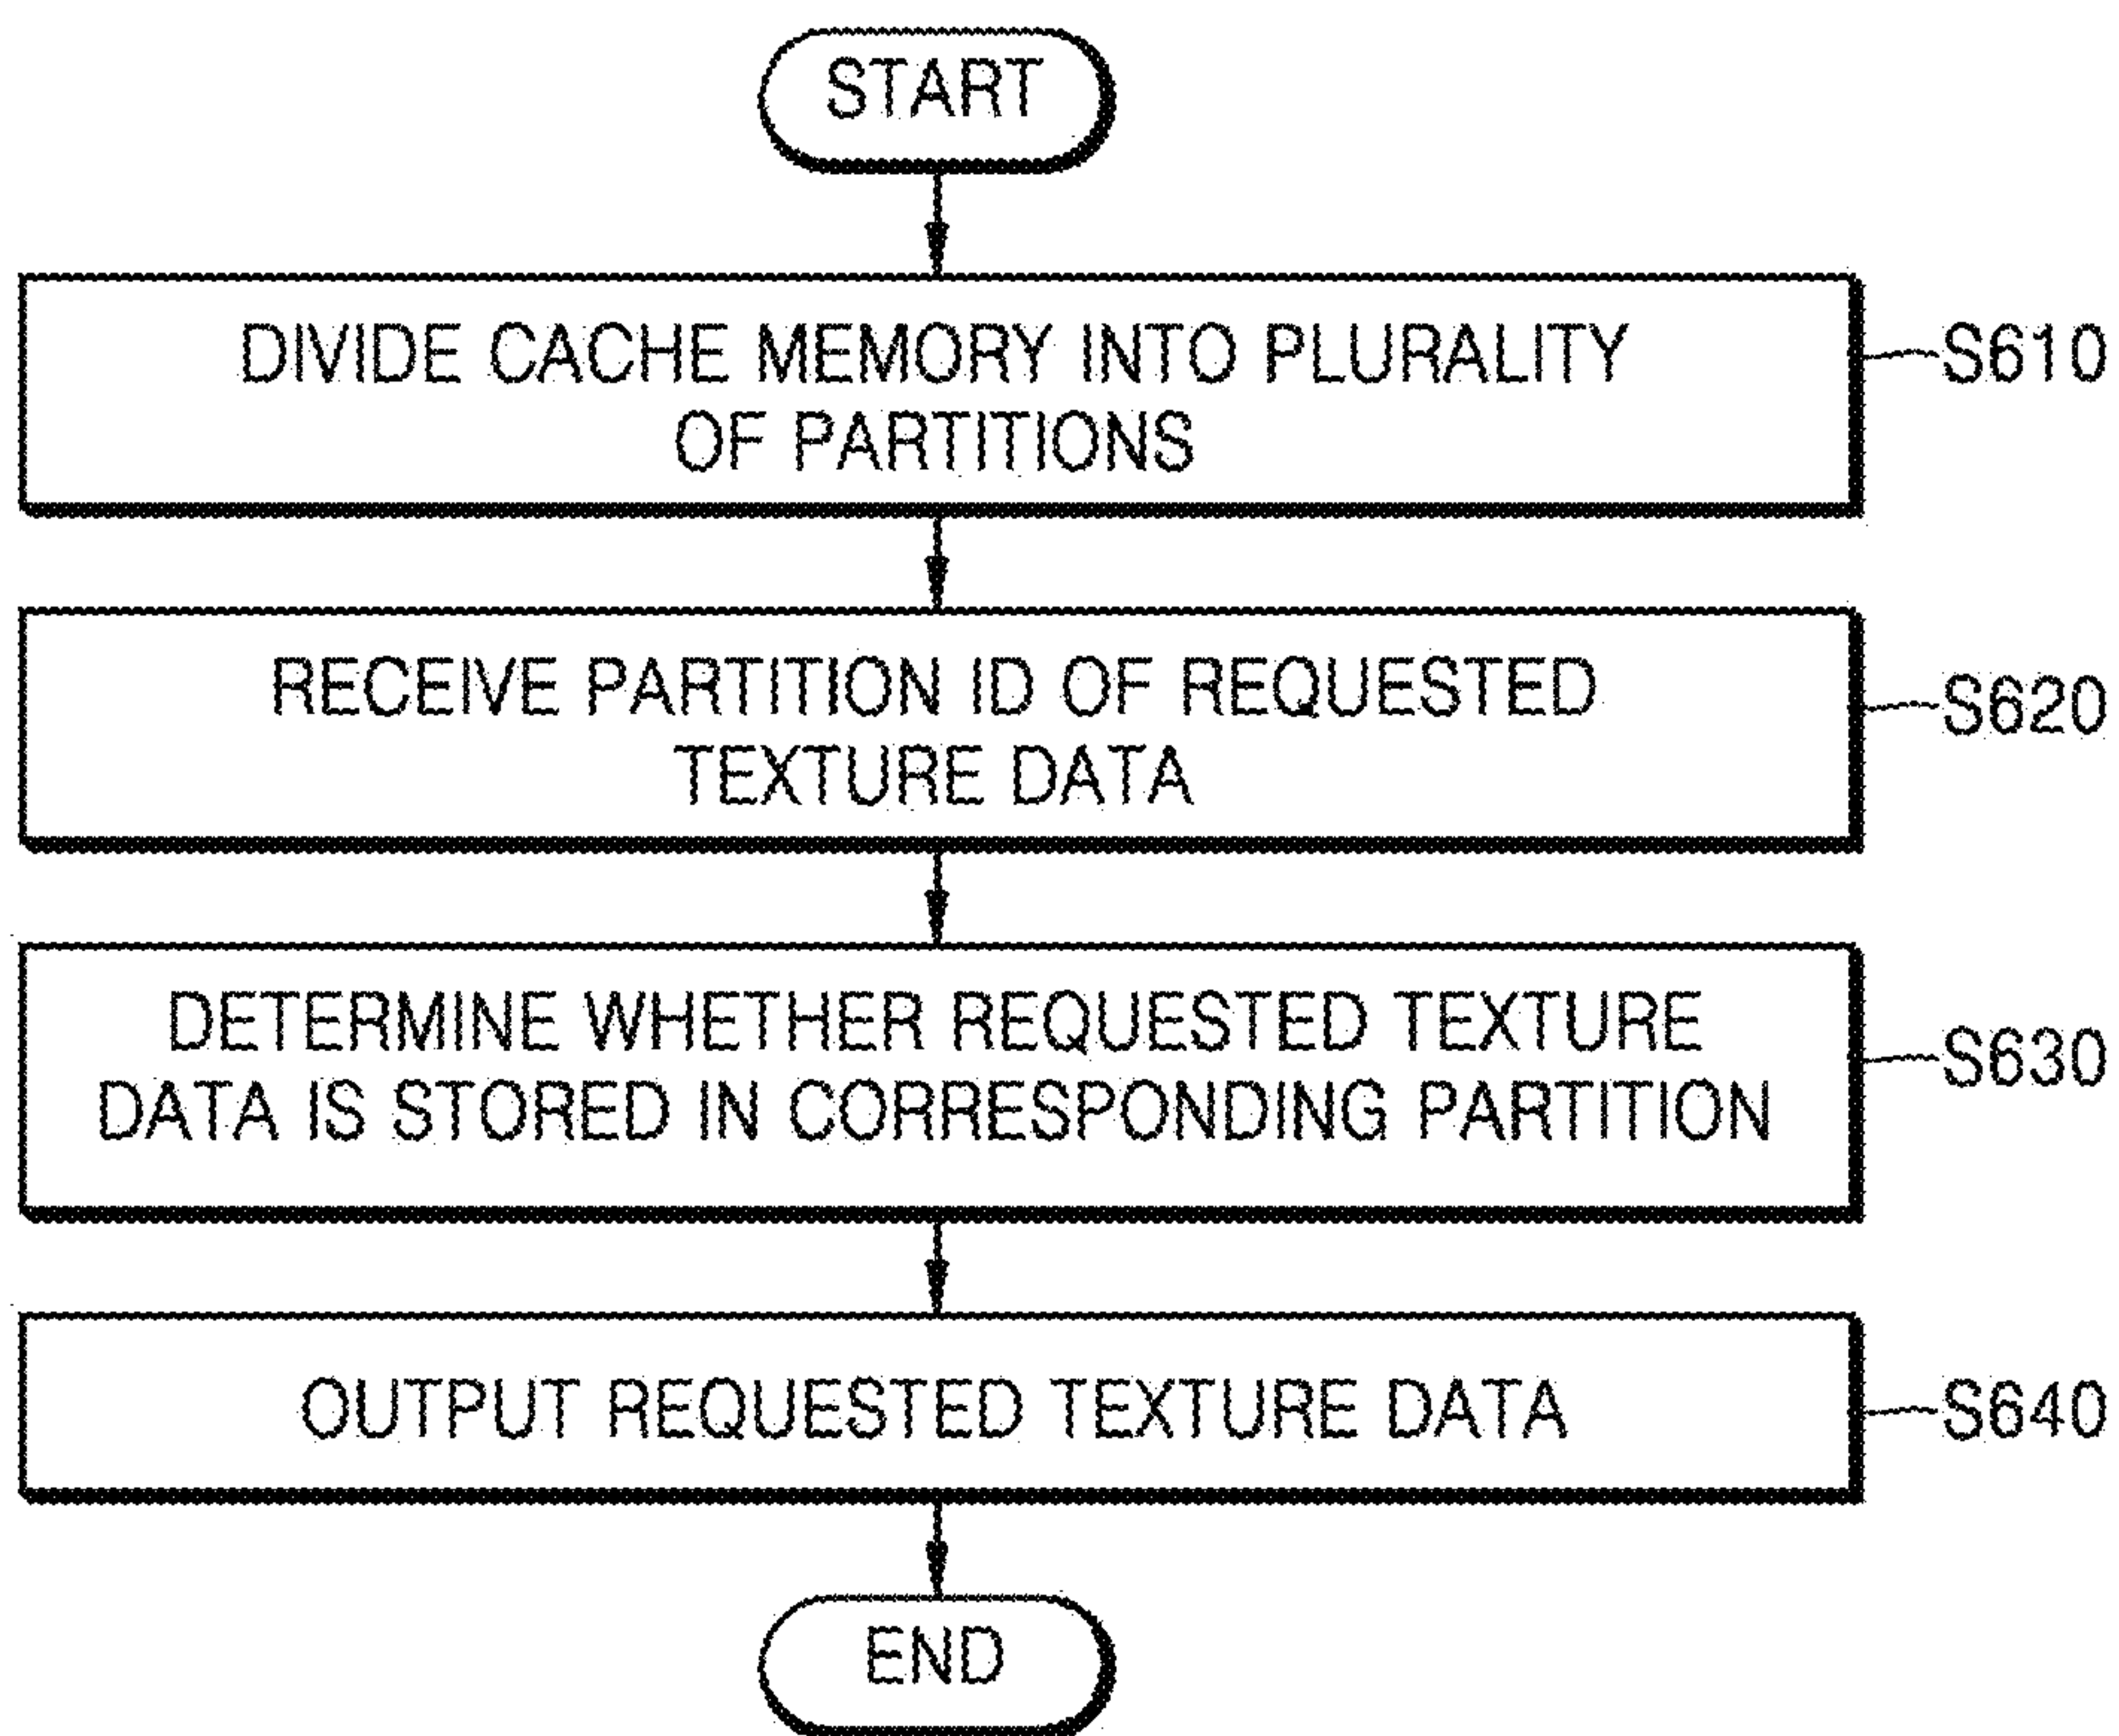 START
DIVIDE CACHE MEMORY INTO PLURALITY
OF PARTITIONS
S610
RECEIVE PARTITION ID OF REQUESTED
TEXTURE DATA
S620
DETERMINE WHETHER REQUESTED TEXTURE
DATA IS STORED IN CORRESPONDING PARTITION
S630
OUTPUT REQUESTED TEXTURE DATA
S640
END